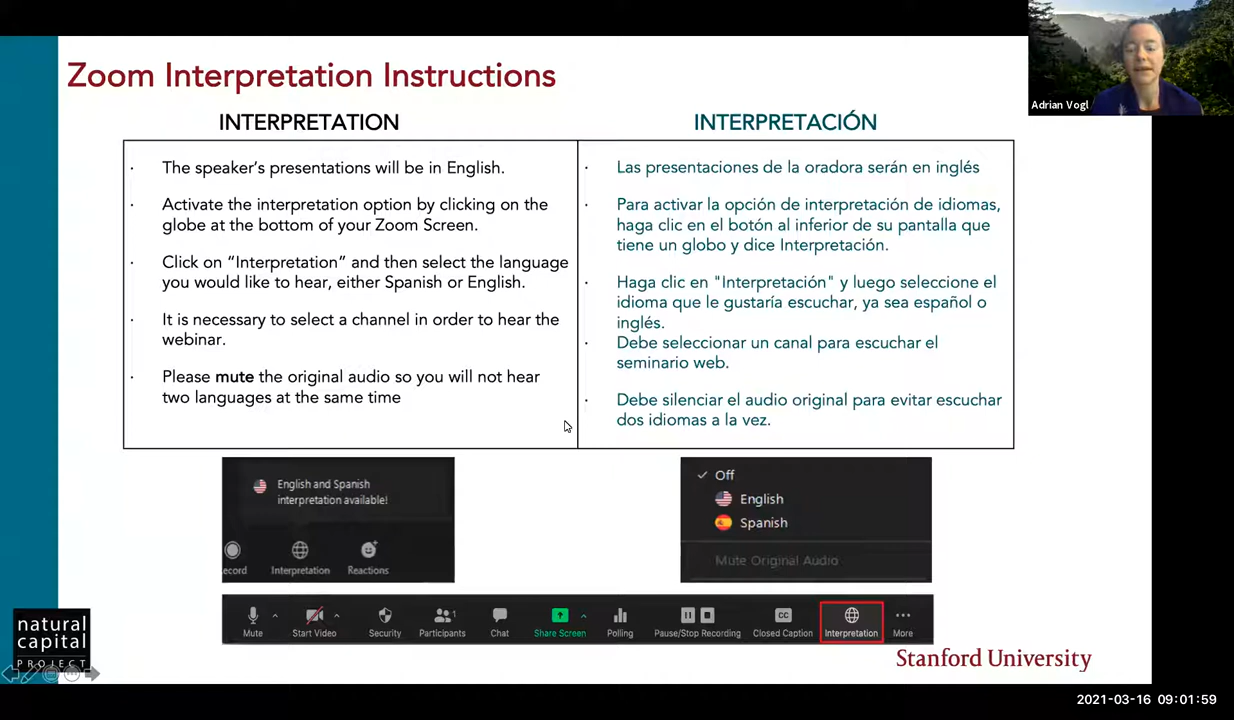 Zoom Interpretation Instructions
INTERPRETATION
· The speaker's presentations will be in English.
· Activate the interpretation option by clicking on the
globe at the bottom of your Zoom Screen.
· Click on “Interpretation” and then select the language
you would like to hear, either Spanish or English.
· It is necessary to select a channel in order to hear the
webinar.
· Please mute the original audio so you will not hear
two languages at the same time
INTERPRETACIÓN
· Las presentaciones de la oradora serán en inglés
· Para activar la opción de interpretación de idiomas,
haga clic en el botón al inferior de su pantalla que
tiene un globo y dice Interpretación.
· Haga clic en "Interpretación" y luego seleccione el
idioma que le gustaría escuchar, ya sea español o
inglés.
· Debe seleccionar un canal para escuchar el
seminario web.
· Debe silenciar el audio original para evitar escuchar
dos idiomas a la vez.
English and Spanish
interpretation available!
ecord Interpretation Reactions
Off
English
Spanish
Mute Original Audio
1
CC
Mute Start Video Security Participants Chat Share Screen Polling Pause/Stop Recording Closed Caption Interpretation More
natural
capital
PROJECT
Stanford University
Adrian Vogl
2021-03-16 09:01:59